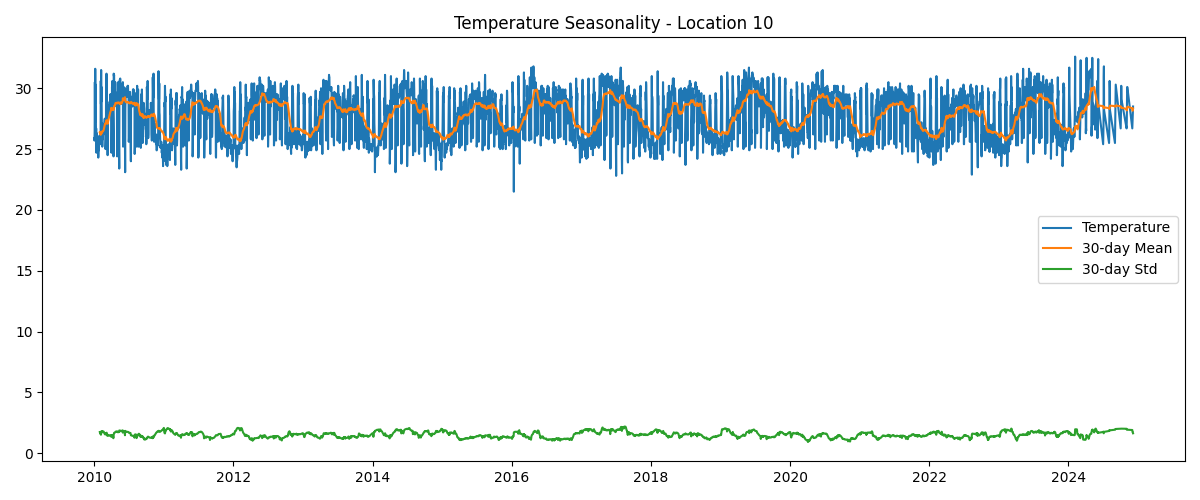 Temperature Seasonality - Location 10
30
25
20
15
10
5
0
Temperature
30-day Mean
30-day Std
2010 2012 2014 2016 2018 2020 2022 2024